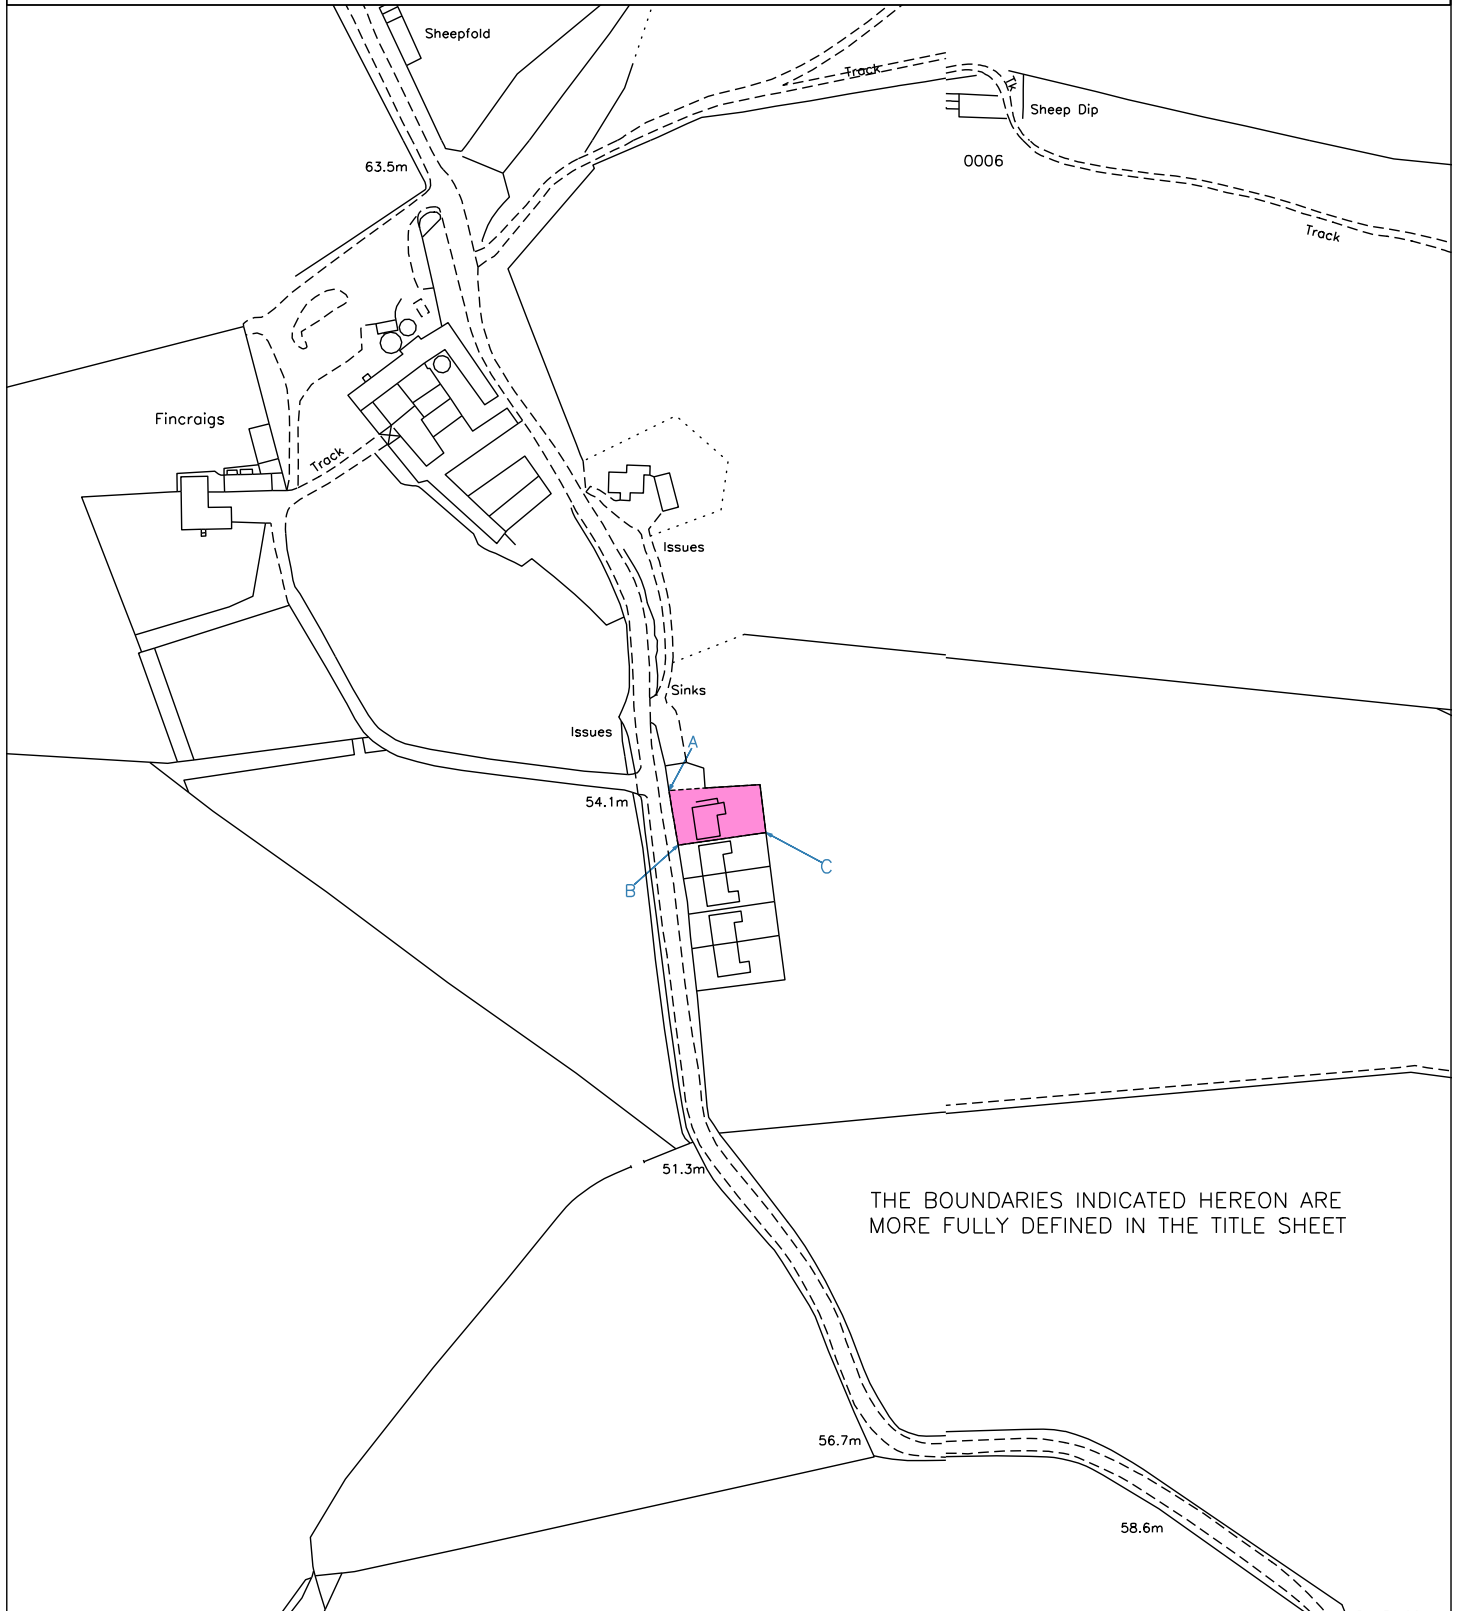 Sheepfold
Track
Tk
Sheep Dip
63.5m
0006
Track
Fincraigs
Track
Issues
Sinks
Issues
A
54.1m
C
B
51.3m
THE BOUNDARIES INDICATED HEREON ARE
MORE FULLY DEFINED IN THE TITLE SHEET
56.7m
58.6m